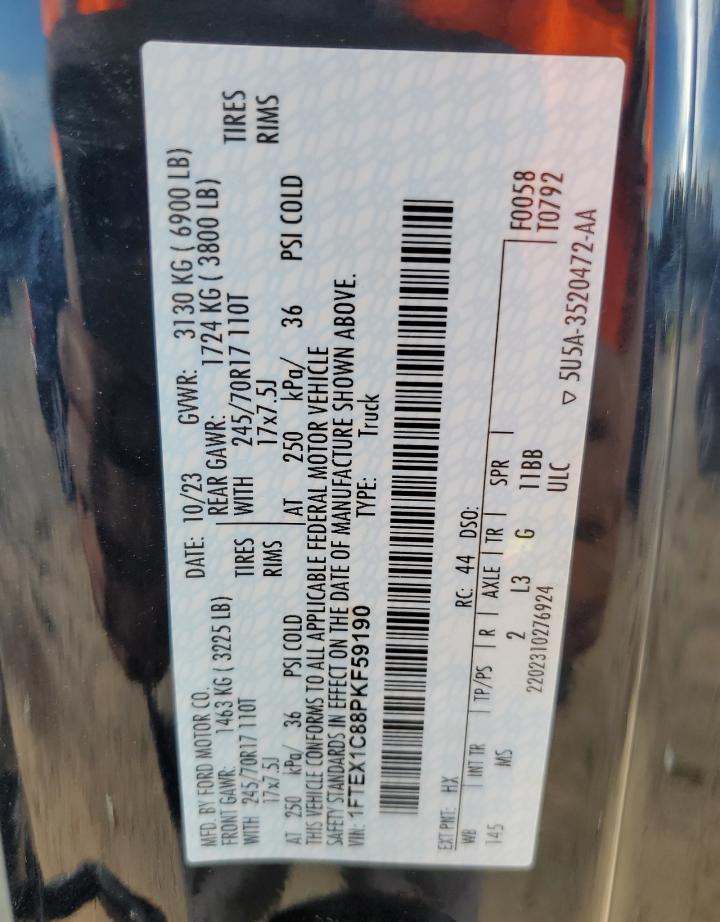 MFD. BY FORD MOTOR CO. DATE: 10/23 GVWR: 3130 KG ( 6900 LB)
FRONT GAWR: 1463 KG ( 3225 LB) REAR GAWR: 1724 KG ( 3800 LB)
WITH 245/70R17 110T TIRES WITH 245/70R17 110T TIRES
17x7.5J RIMS 17x7.5J RIMS
AT 250 kPa/ 36 PSI COLD AT 250 kPa/ 36 PSI COLD
THIS VEHICLE CONFORMS TO ALL APPLICABLE FEDERAL MOTOR VEHICLE
SAFETY STANDARDS IN EFFECT ON THE DATE OF MANUFACTURE SHOWN ABOVE.
VIN: 1FTEX1C88PKF59190 TYPE: Truck
EXT PNT: HX RC: 44 DSO:
WB INT TR TP/PS R AXLE TR SPR F0058
145 MS 2 L3 G 11BB T0792
2202310276924 ULC
▽ 5U5A-3520472-AA